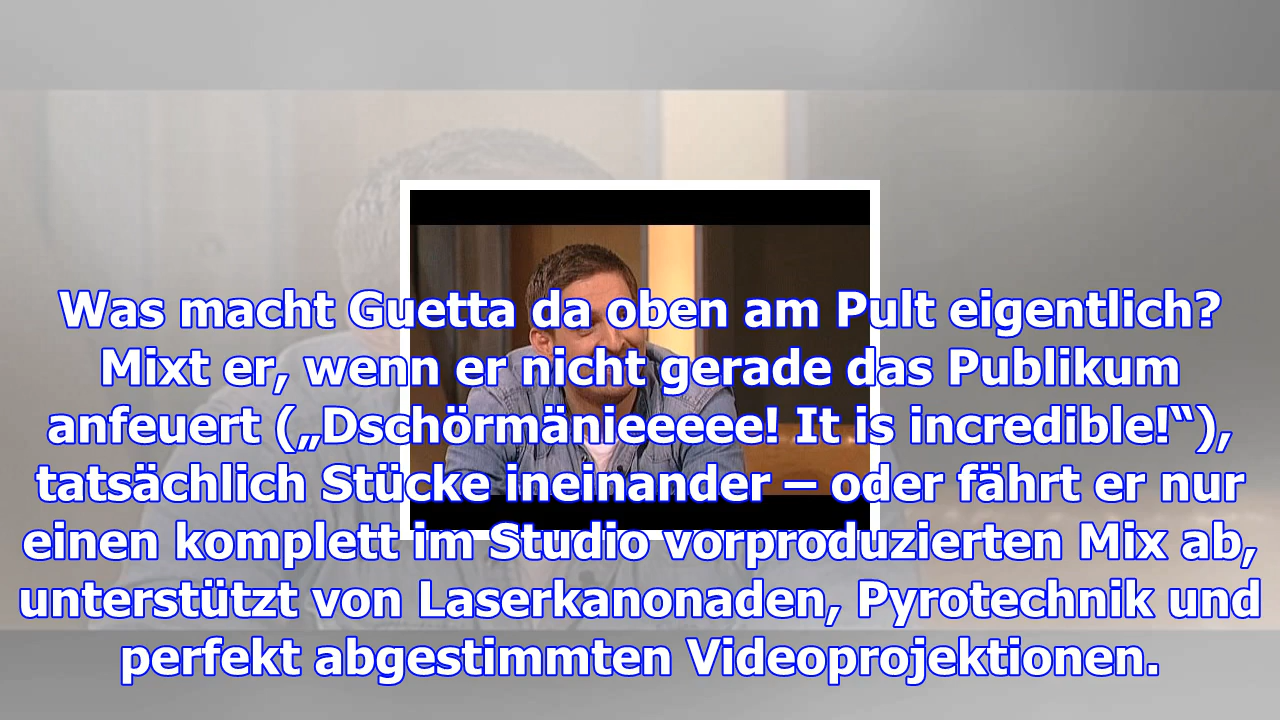 Was macht Guetta da oben am Pult eigentlich?
Mixt er, wenn er nicht gerade das Publikum
anfeuert („Dschörmänieeeee! It is incredible!“),
tatsächlich Stücke ineinander – oder fährt er nur
einen komplett im Studio vorproduzierten Mix ab,
unterstützt von Laserkanonaden, Pyrotechnik und
perfekt abgestimmten Videoprojektionen.